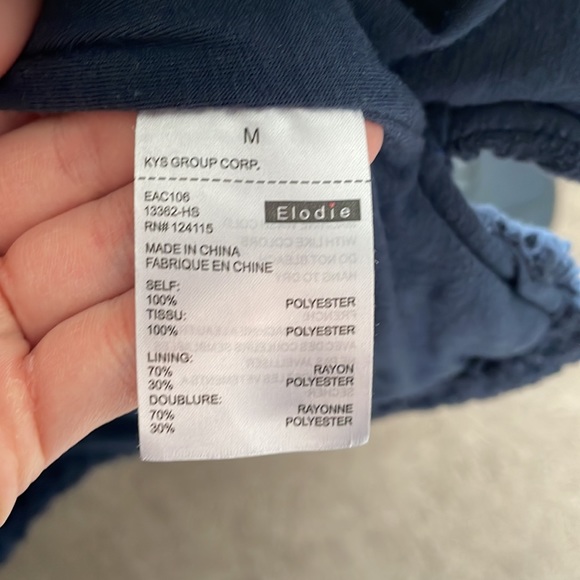 M
KYS GROUP CORP.
EAC106
13362-HS
RN# 124115
Elodie
MADE IN CHINA
FABRIQUE EN CHINE
SELF:
100% POLYESTER
TISSU:
100% POLYESTER
LINING:
70% RAYON
30% POLYESTER
DOUBLURE:
70% RAYONNE
30% POLYESTER